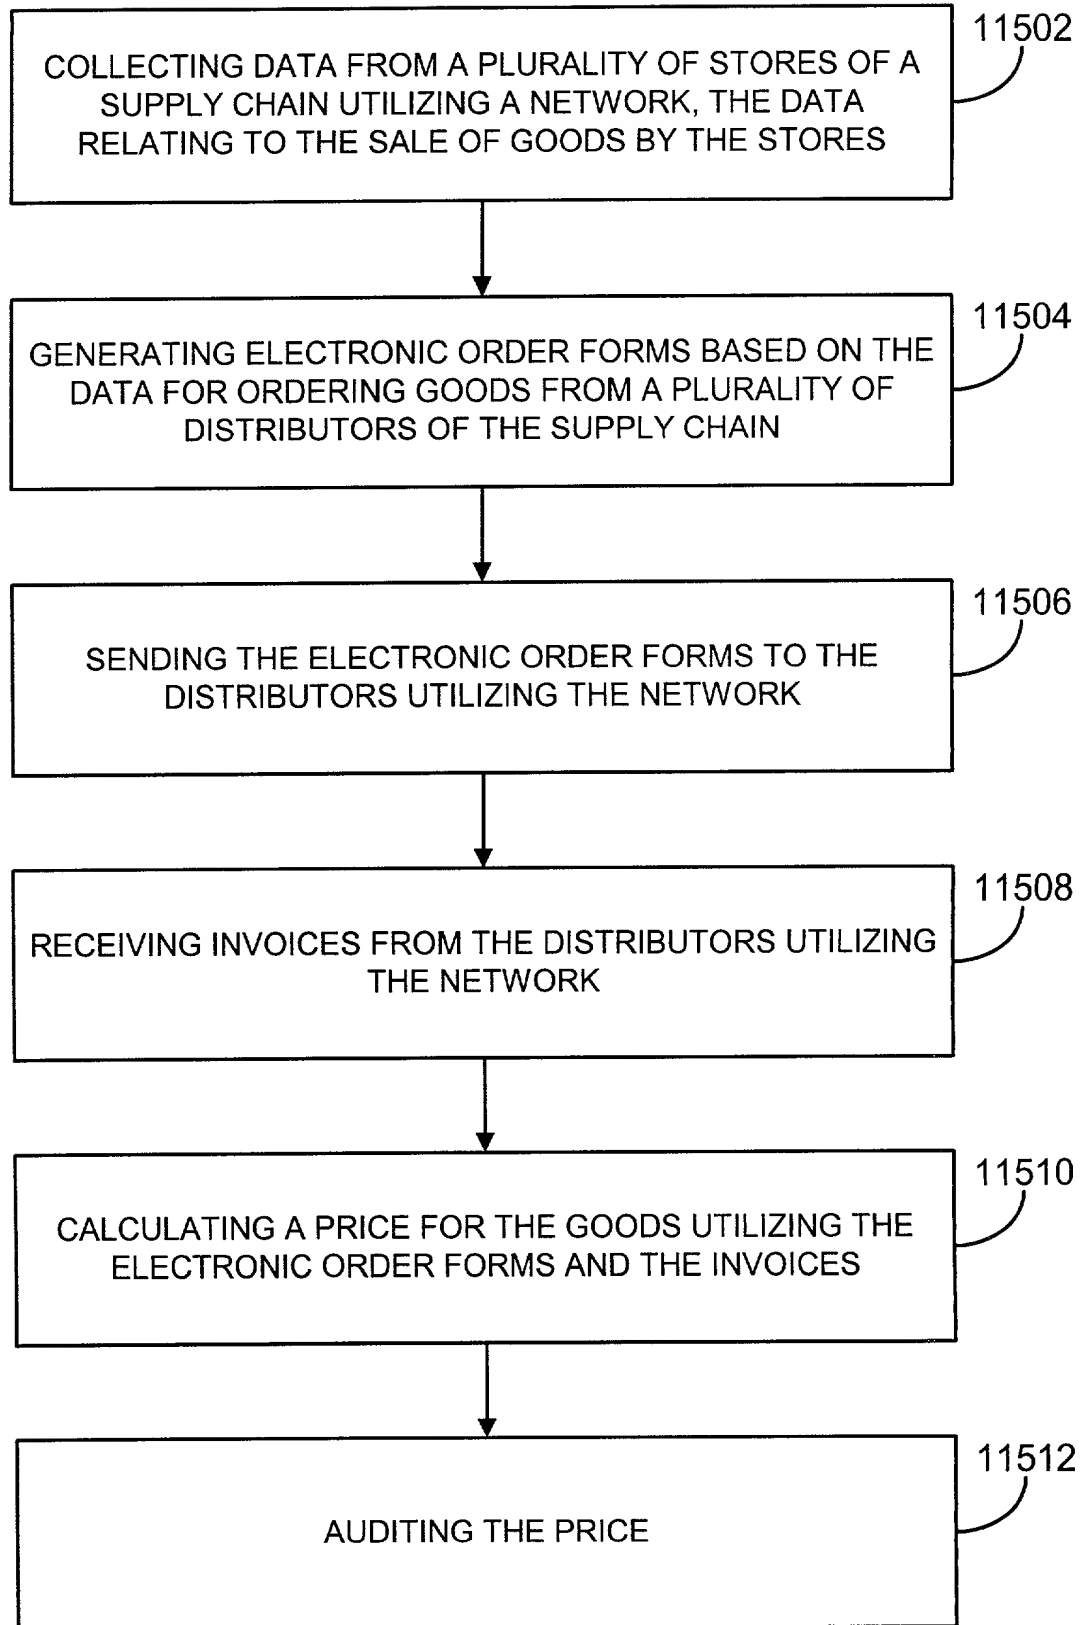 11502
COLLECTING DATA FROM A PLURALITY OF STORES OF A
SUPPLY CHAIN UTILIZING A NETWORK, THE DATA
RELATING TO THE SALE OF GOODS BY THE STORES
11504
GENERATING ELECTRONIC ORDER FORMS BASED ON THE
DATA FOR ORDERING GOODS FROM A PLURALITY OF
DISTRIBUTORS OF THE SUPPLY CHAIN
11506
SENDING THE ELECTRONIC ORDER FORMS TO THE
DISTRIBUTORS UTILIZING THE NETWORK
11508
RECEIVING INVOICES FROM THE DISTRIBUTORS UTILIZING
THE NETWORK
11510
CALCULATING A PRICE FOR THE GOODS UTILIZING THE
ELECTRONIC ORDER FORMS AND THE INVOICES
11512
AUDITING THE PRICE